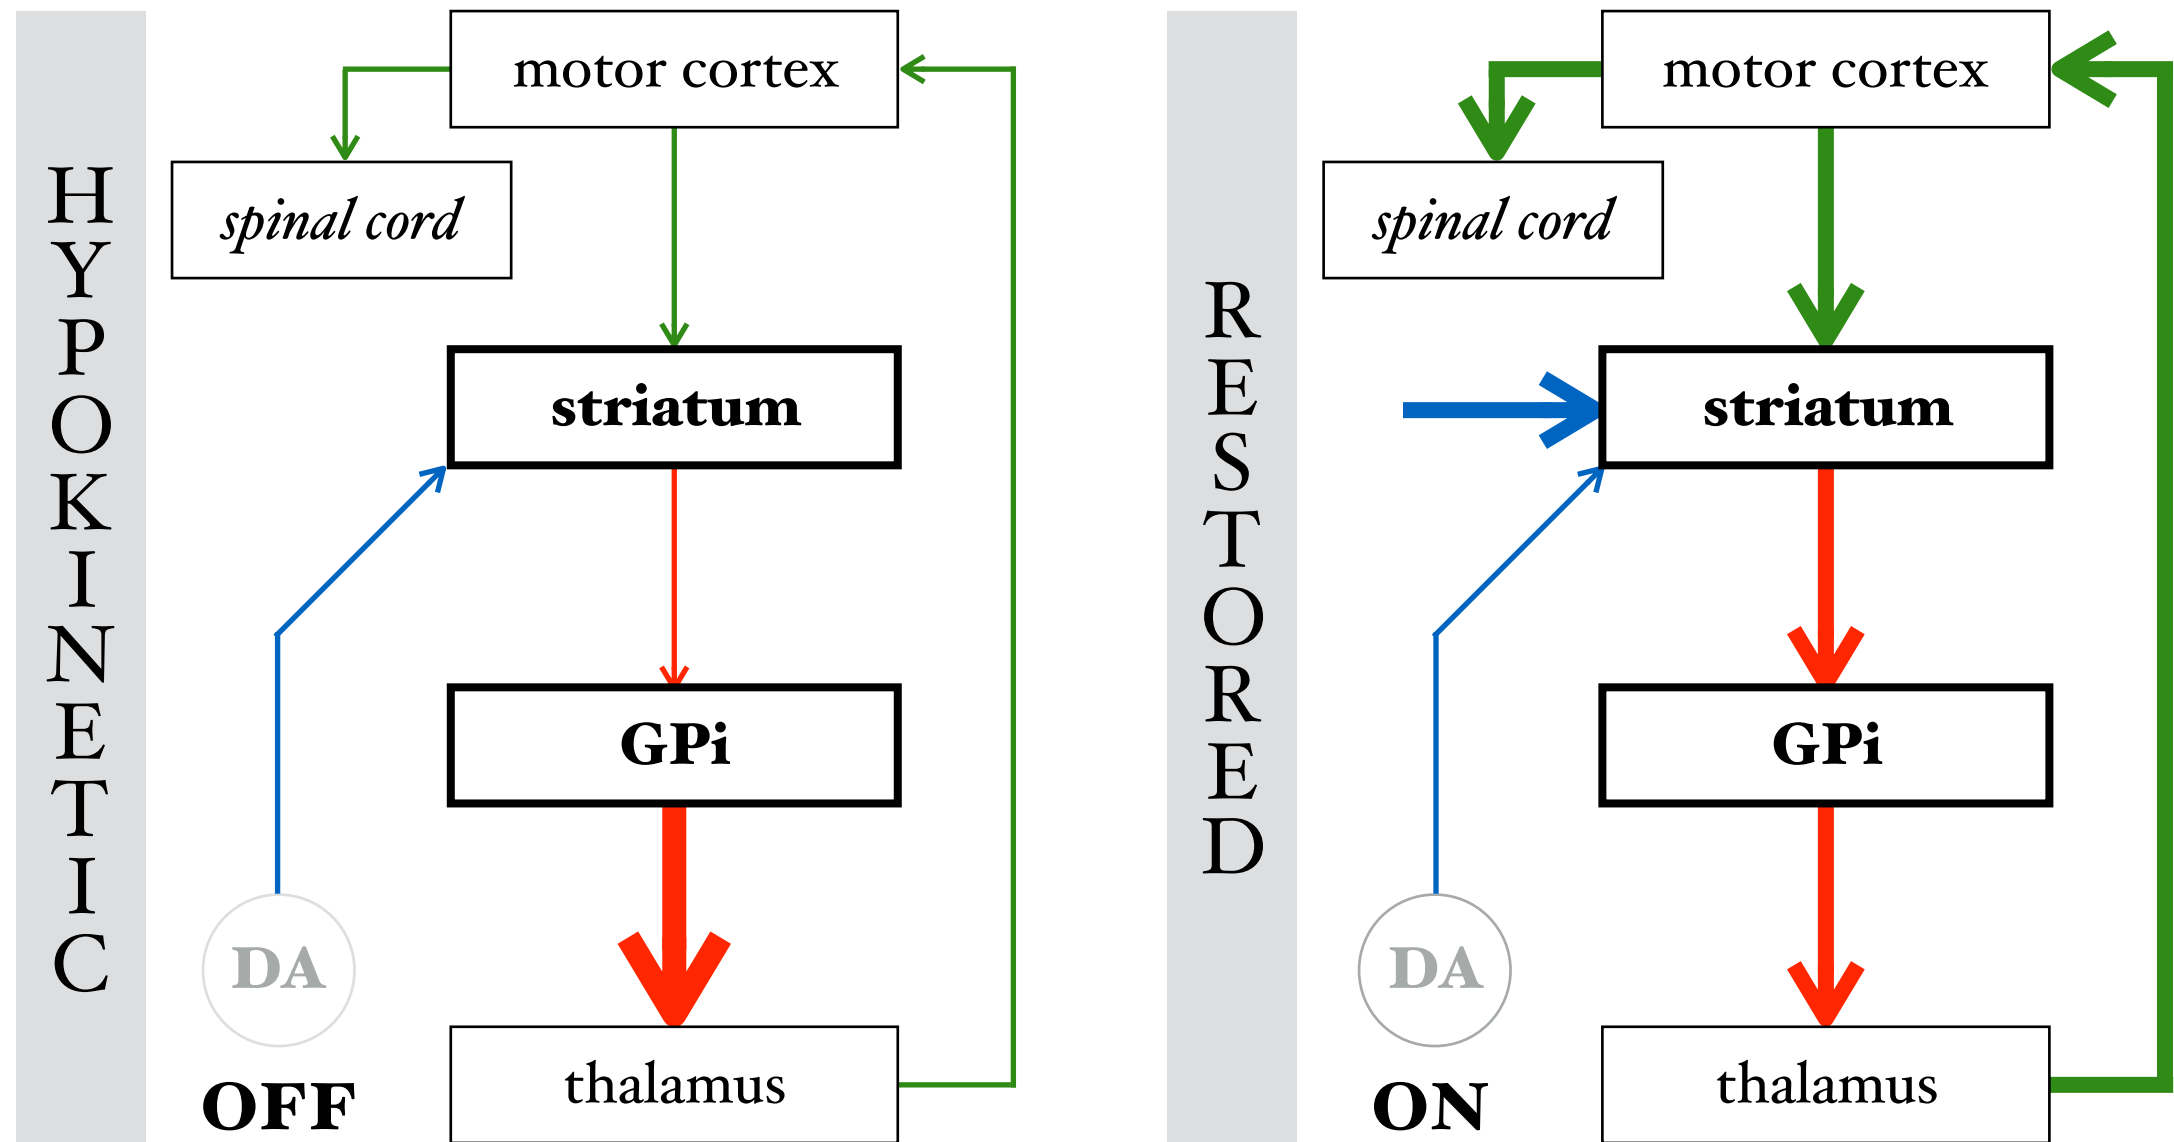 HYPOKINETIC
motor cortex
spinal cord
striatum
GPi
DA
OFF
thalamus
RESTORED
motor cortex
spinal cord
striatum
GPi
DA
ON
thalamus